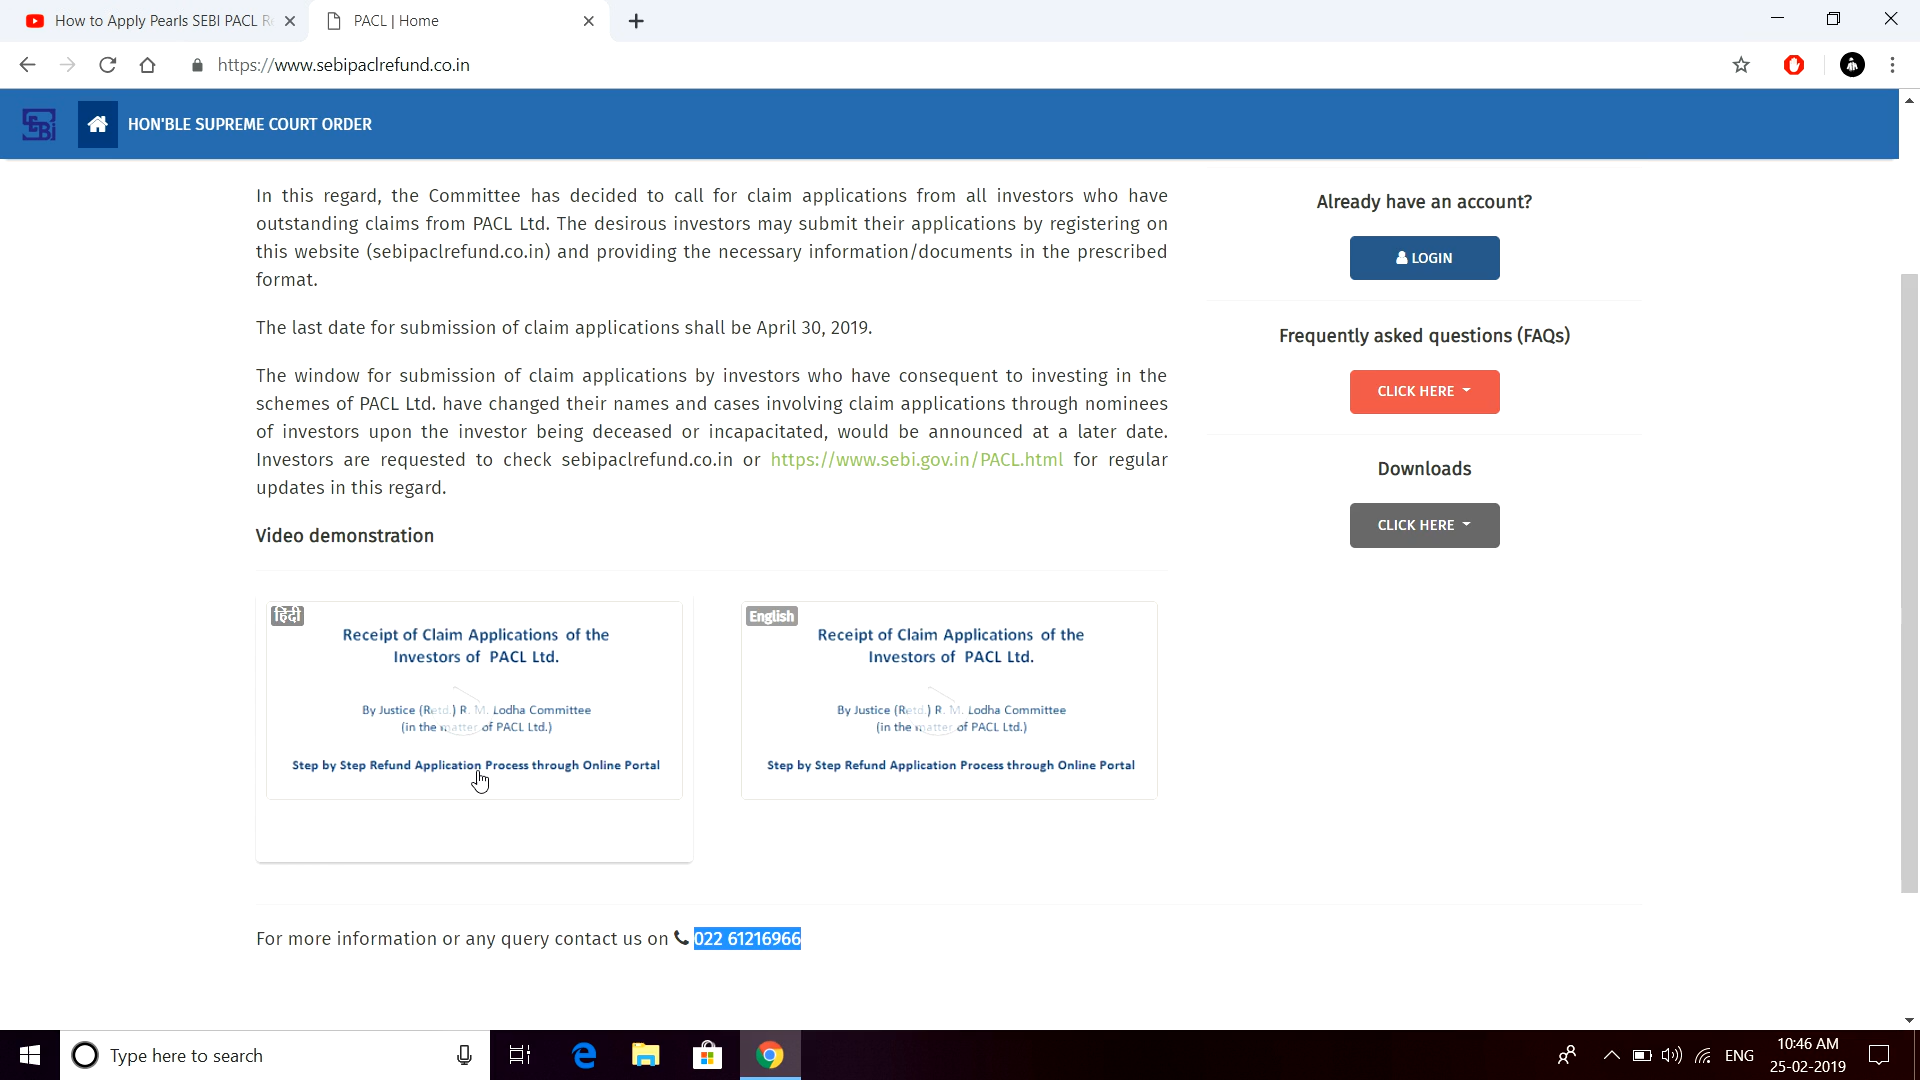 How to Apply Pearls SEBI PACL R
PACL | Home
https://www.sebipaclrefund.co.in
SEBI
HON'BLE SUPREME COURT ORDER
In this regard, the Committee has decided to call for claim applications from all investors who have
outstanding claims from PACL Ltd. The desirous investors may submit their applications by registering on
this website (sebipaclrefund.co.in) and providing the necessary information/documents in the prescribed
format.
The last date for submission of claim applications shall be April 30, 2019.
The window for submission of claim applications by investors who have consequent to investing in the
schemes of PACL Ltd. have changed their names and cases involving claim applications through nominees
of investors upon the investor being deceased or incapacitated, would be announced at a later date.
Investors are requested to check sebipaclrefund.co.in or https://www.sebi.gov.in/PACL.html for regular
updates in this regard.
Video demonstration
हिंदी
Receipt of Claim Applications of the
Investors of PACL Ltd.
By Justice (Retd.) R. M. Lodha Committee
(in the matter of PACL Ltd.)
Step by Step Refund Application Process through Online Portal
English
Receipt of Claim Applications of the
Investors of PACL Ltd.
By Justice (Retd.) R. M. Lodha Committee
(in the matter of PACL Ltd.)
Step by Step Refund Application Process through Online Portal
For more information or any query contact us on 022 61216966
Already have an account?
LOGIN
Frequently asked questions (FAQs)
CLICK HERE
Downloads
CLICK HERE
Type here to search
ENG
10:46 AM
25-02-2019